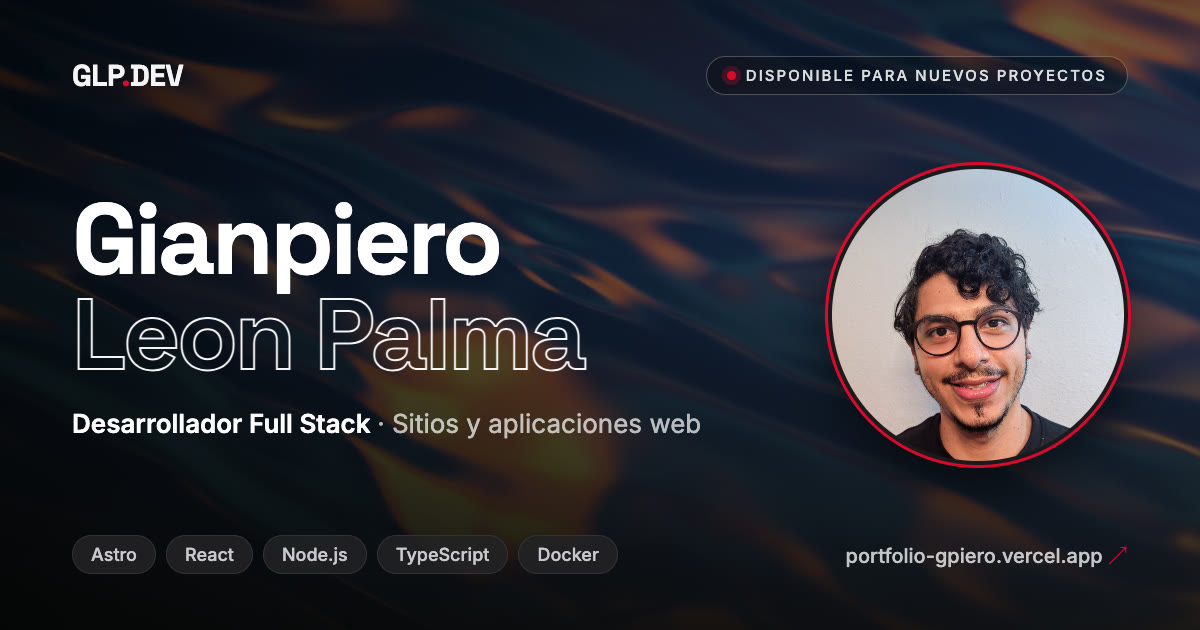 GLP.DEV
DISPONIBLE PARA NUEVOS PROYECTOS
Gianpiero
Leon Palma
Desarrollador Full Stack · Sitios y aplicaciones web
Astro
React
Node.js
TypeScript
Docker
portfolio-gpiero.vercel.app ↗